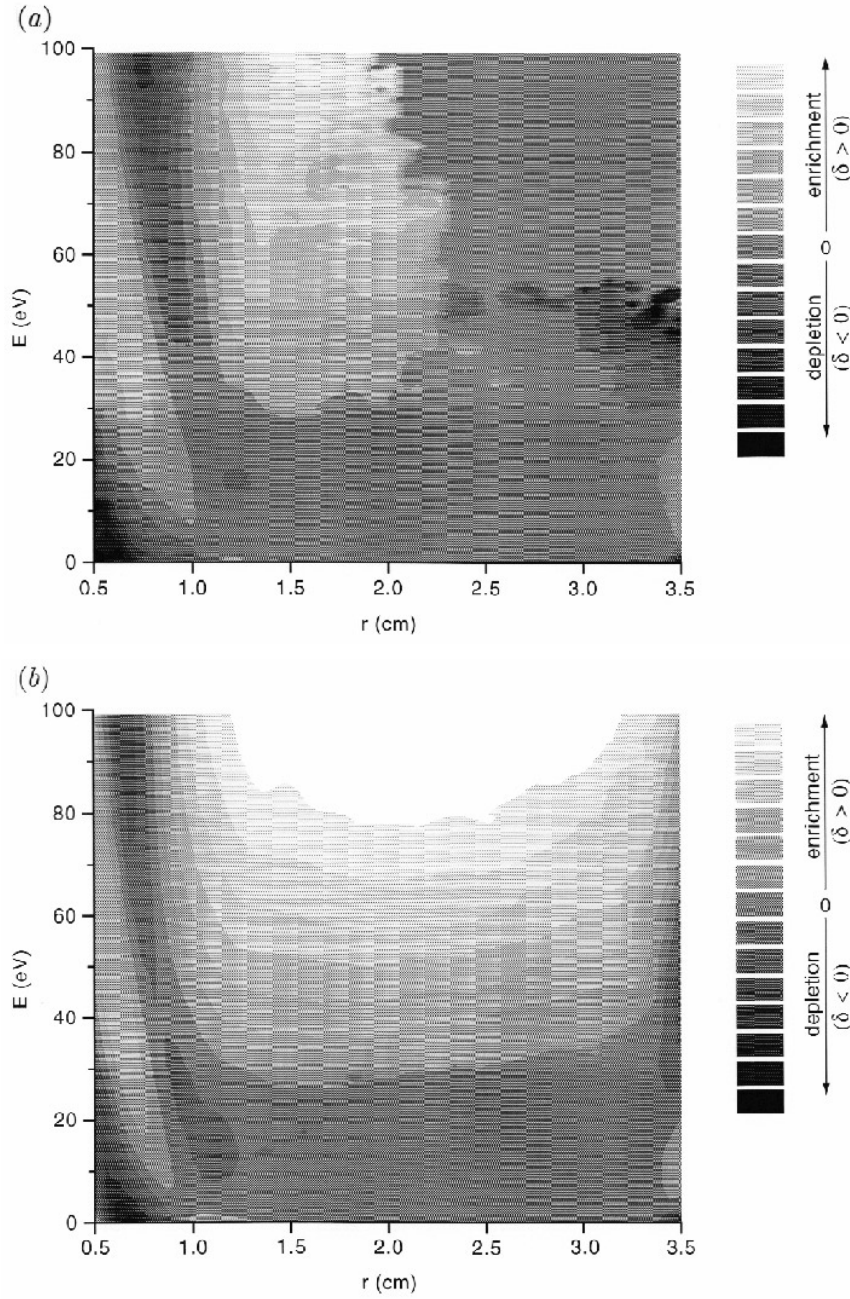 (a)
100
80
60
40
20
0
E (eV)
0.5 1.0 1.5 2.0 2.5 3.0 3.5
r (cm)
enrichment
(δ > 0)
0
depletion
(δ < 0)
(b)
100
80
60
40
20
0
E (eV)
0.5 1.0 1.5 2.0 2.5 3.0 3.5
r (cm)
enrichment
(δ > 0)
0
depletion
(δ < 0)